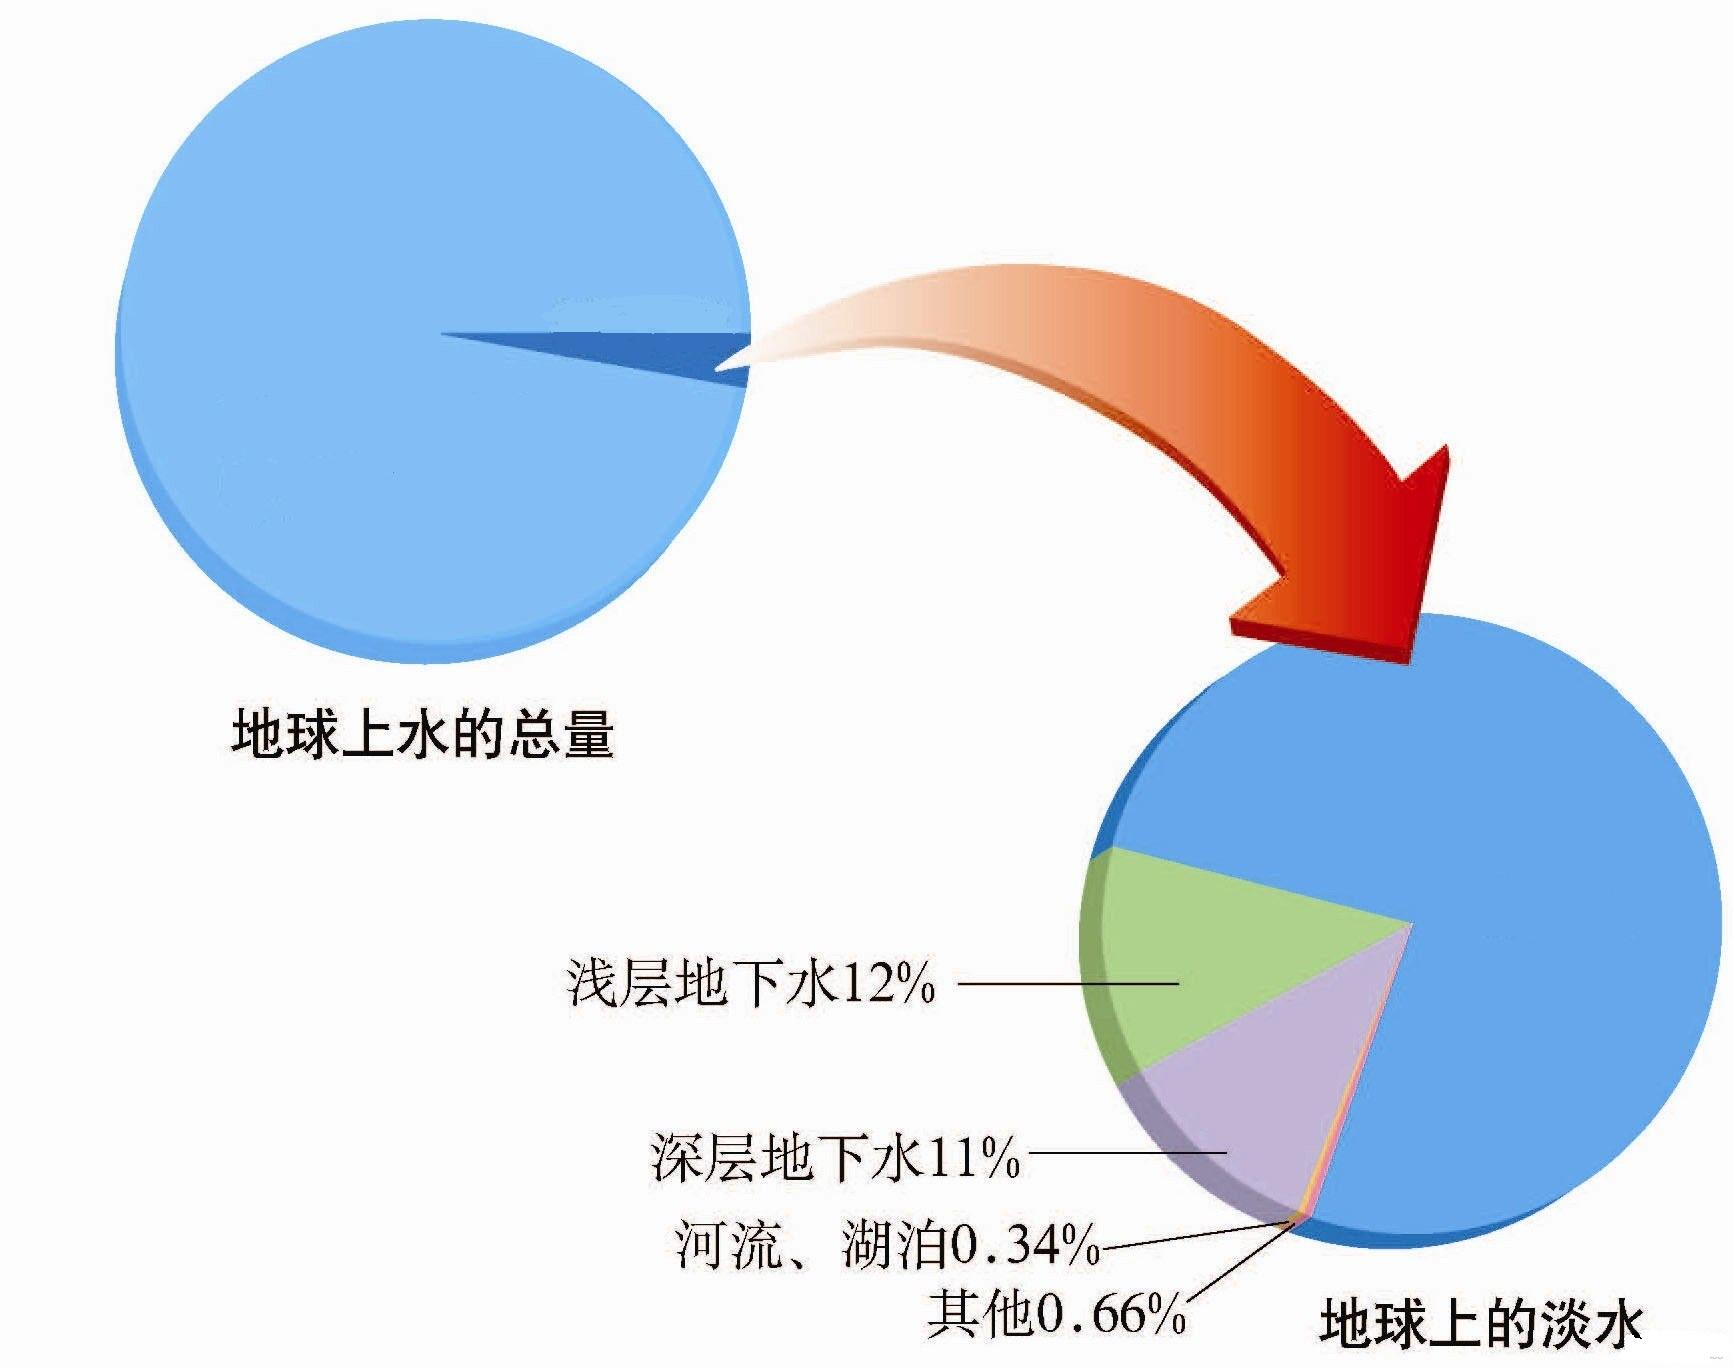 地球上水的总量
浅层地下水12%
深层地下水11%
河流、湖泊0.34%
其他0.66%
地球上的淡水